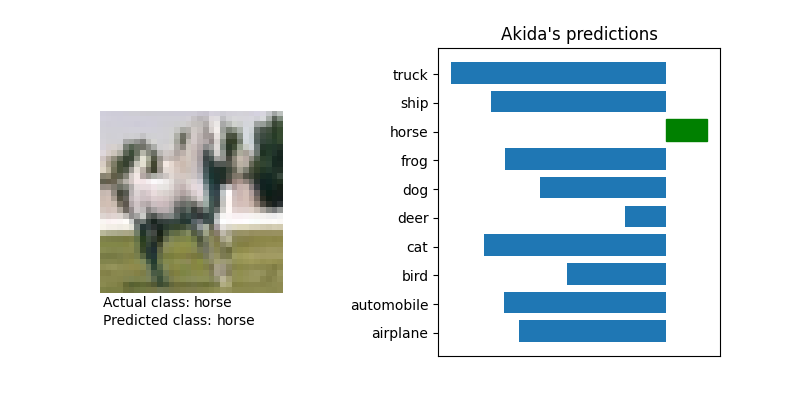 Akida's predictions
truck
ship
horse
frog
dog
deer
cat
bird
automobile
airplane
Actual class: horse
Predicted class: horse